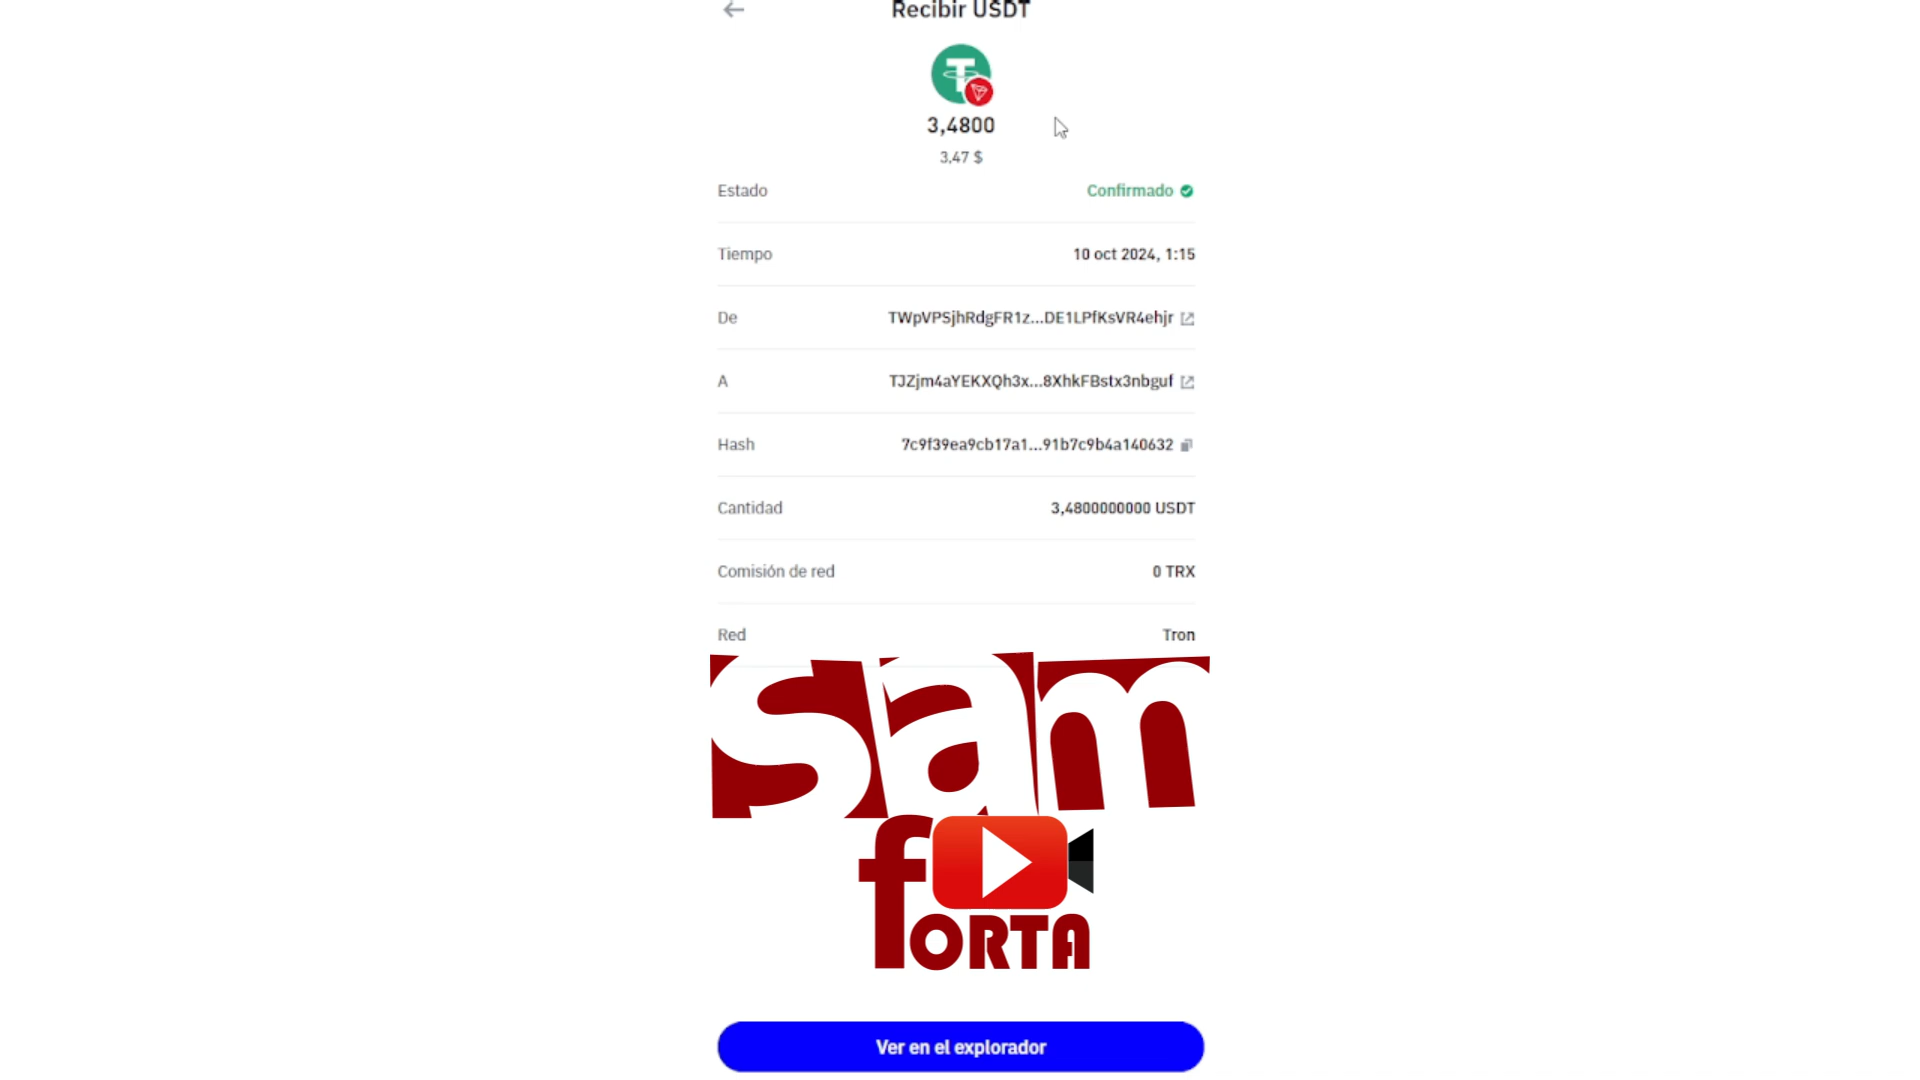 Recibir USDT
3,4800
3,47 $
Estado Confirmado
Tiempo 10 oct 2024, 1:15
De TWpVPSjhRdgFR1z...DE1LPfKsVR4ehjr
A TJZjm4aYEKXQh3x...8XhkFBstx3nbguf
Hash 7c9f39ea9cb17a1...91b7c9b4a140632
Cantidad 3,4800000000 USDT
Comisión de red 0 TRX
Red Tron
sam
fORTA
Ver en el explorador